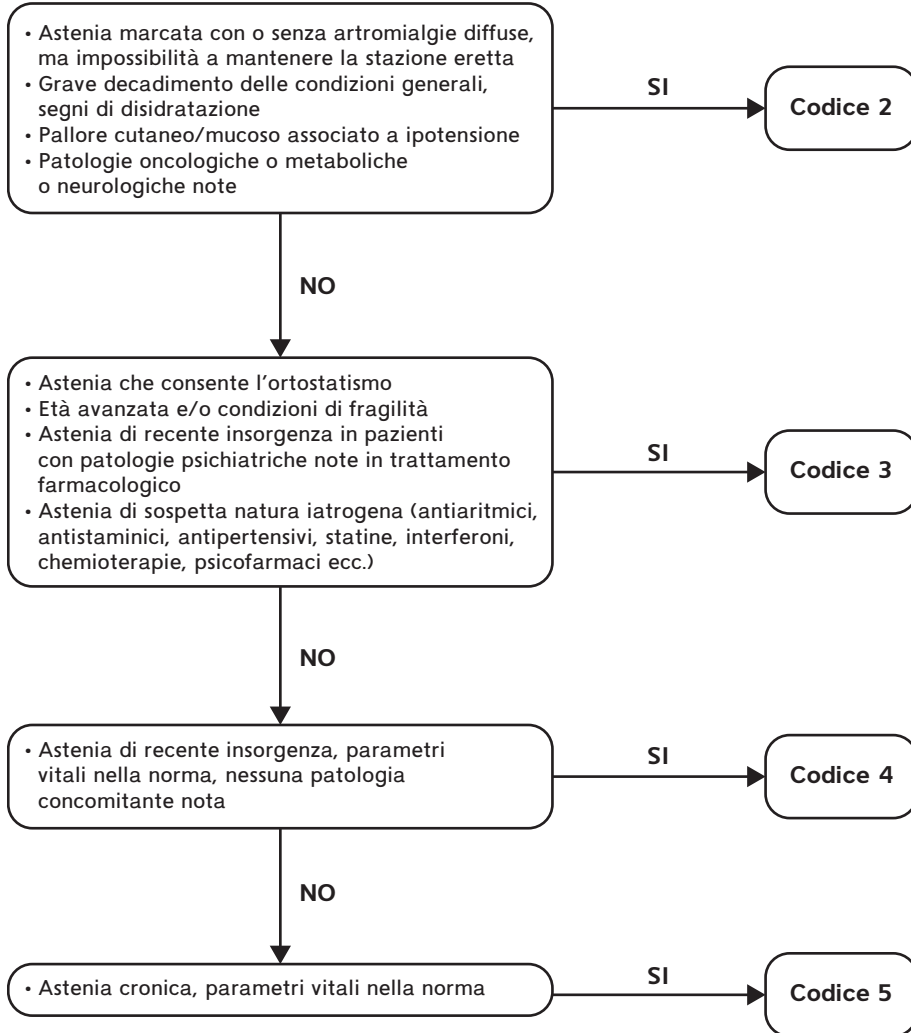 • Astenia marcata con o senza artromialgie diffuse,
ma impossibilità a mantenere la stazione eretta
• Grave decadimento delle condizioni generali,
segni di disidratazione
• Pallore cutaneo/mucoso associato a ipotensione
• Patologie oncologiche o metaboliche
o neurologiche note
SI
Codice 2
NO
• Astenia che consente l'ortostatismo
• Età avanzata e/o condizioni di fragilità
• Astenia di recente insorgenza in pazienti
con patologie psichiatriche note in trattamento
farmacologico
• Astenia di sospetta natura iatrogena (antiaritmici,
antistaminici, antipertensivi, statine, interferoni,
chemioterapie, psicofarmaci ecc.)
SI
Codice 3
NO
• Astenia di recente insorgenza, parametri
vitali nella norma, nessuna patologia
concomitante nota
SI
Codice 4
NO
• Astenia cronica, parametri vitali nella norma
SI
Codice 5